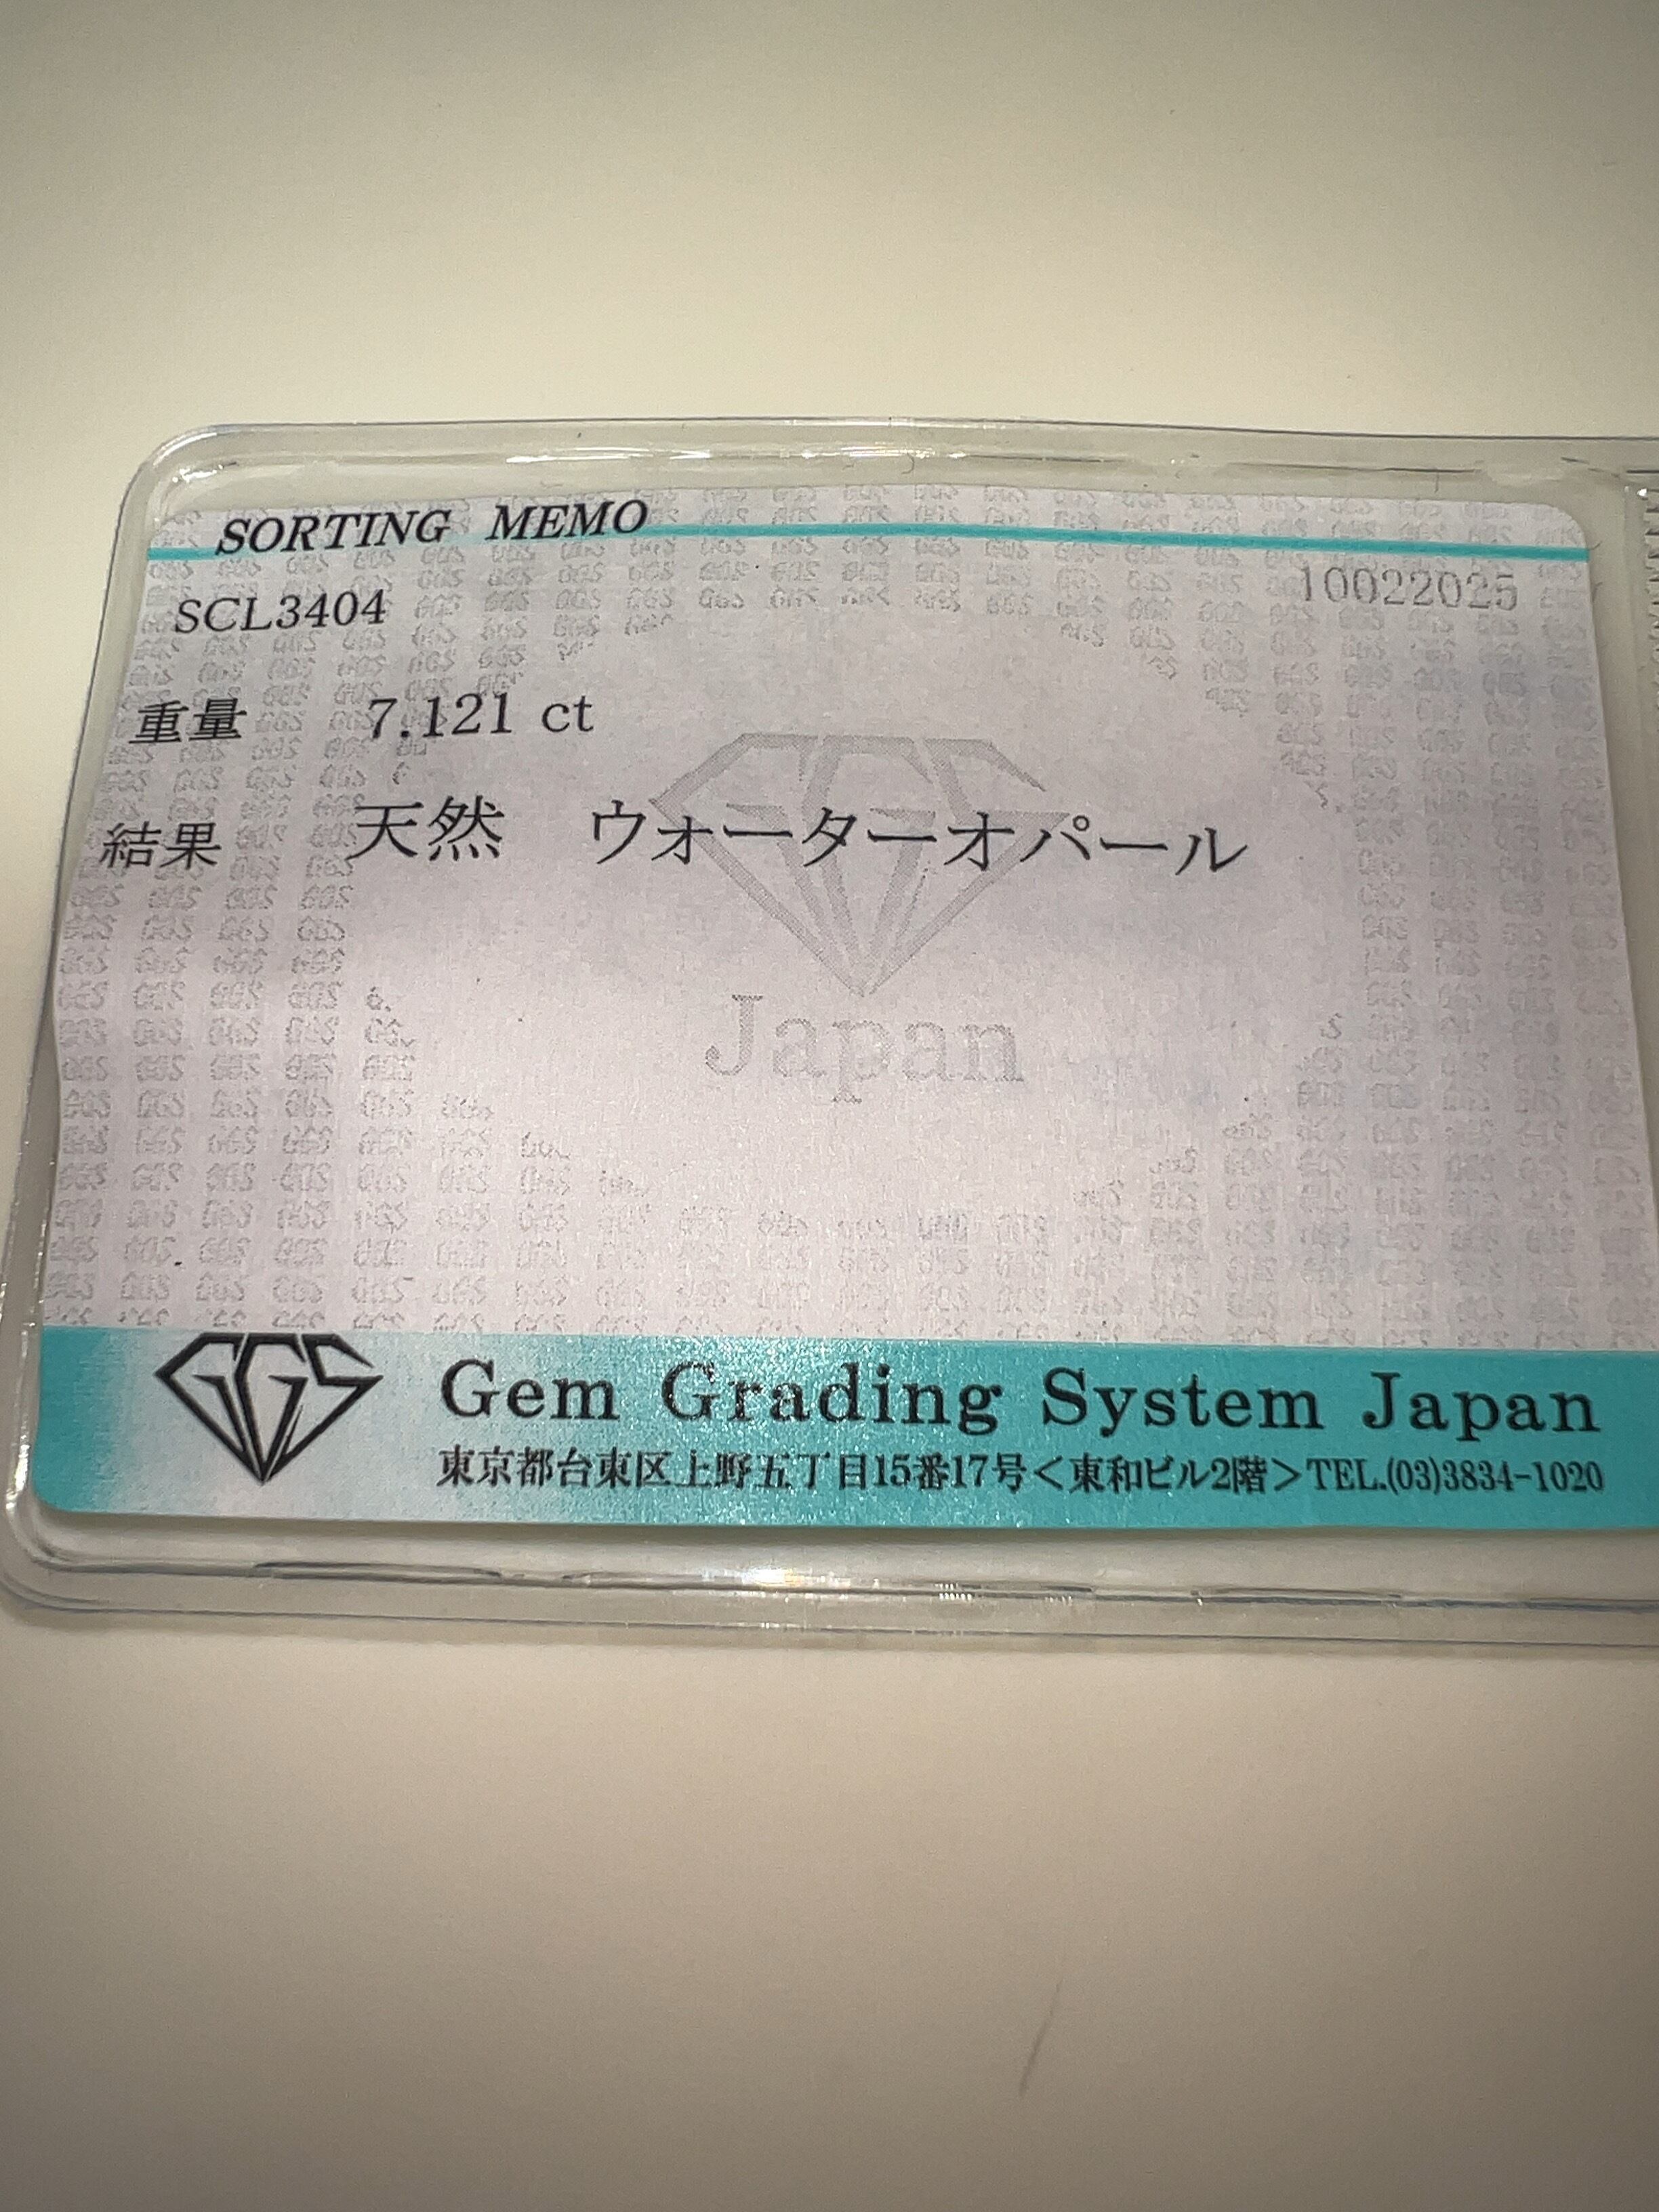 SORTING MEMO
SCL3404 10022025
重量 7.121 ct
結果 天然 ウォーターオパール
GGS
Japan
GGS Gem Grading System Japan
東京都台東区上野五丁目15番17号＜東和ビル2階＞TEL.(03)3834-1020